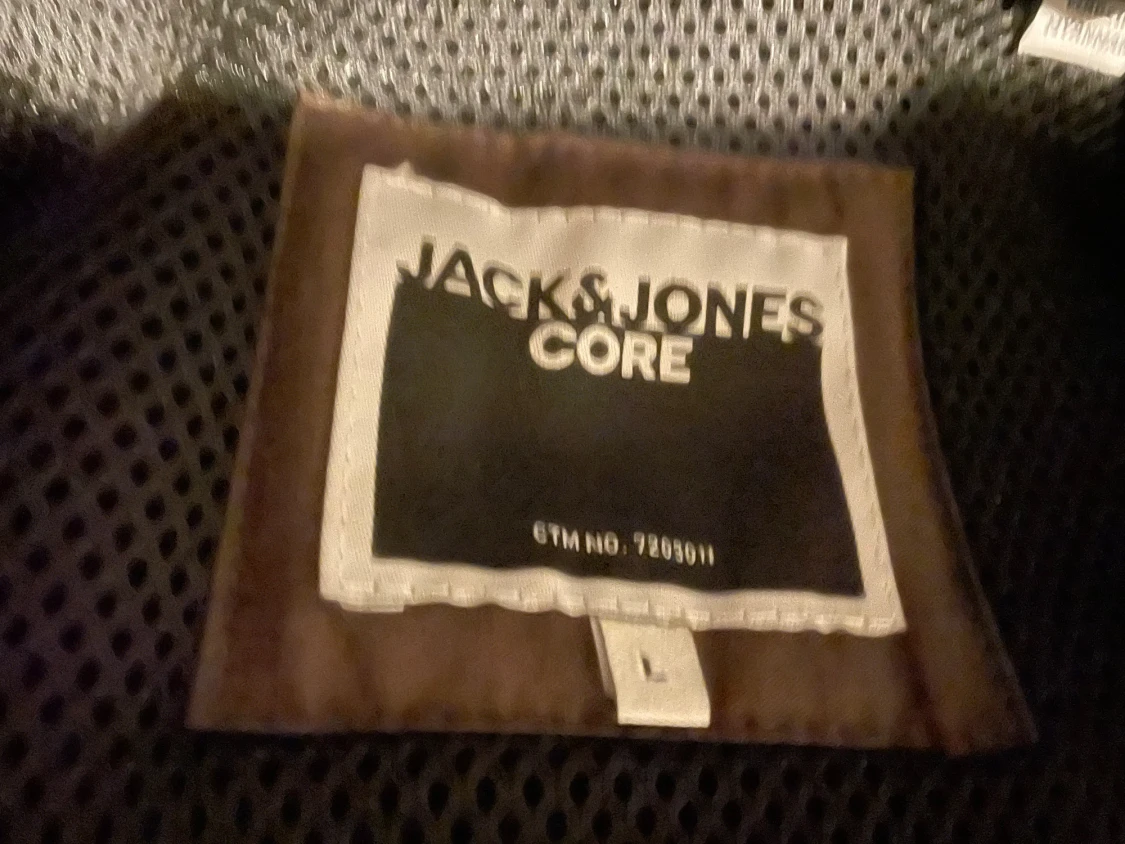 JACK&JONES
CORE
GTM NO: 7203011
L